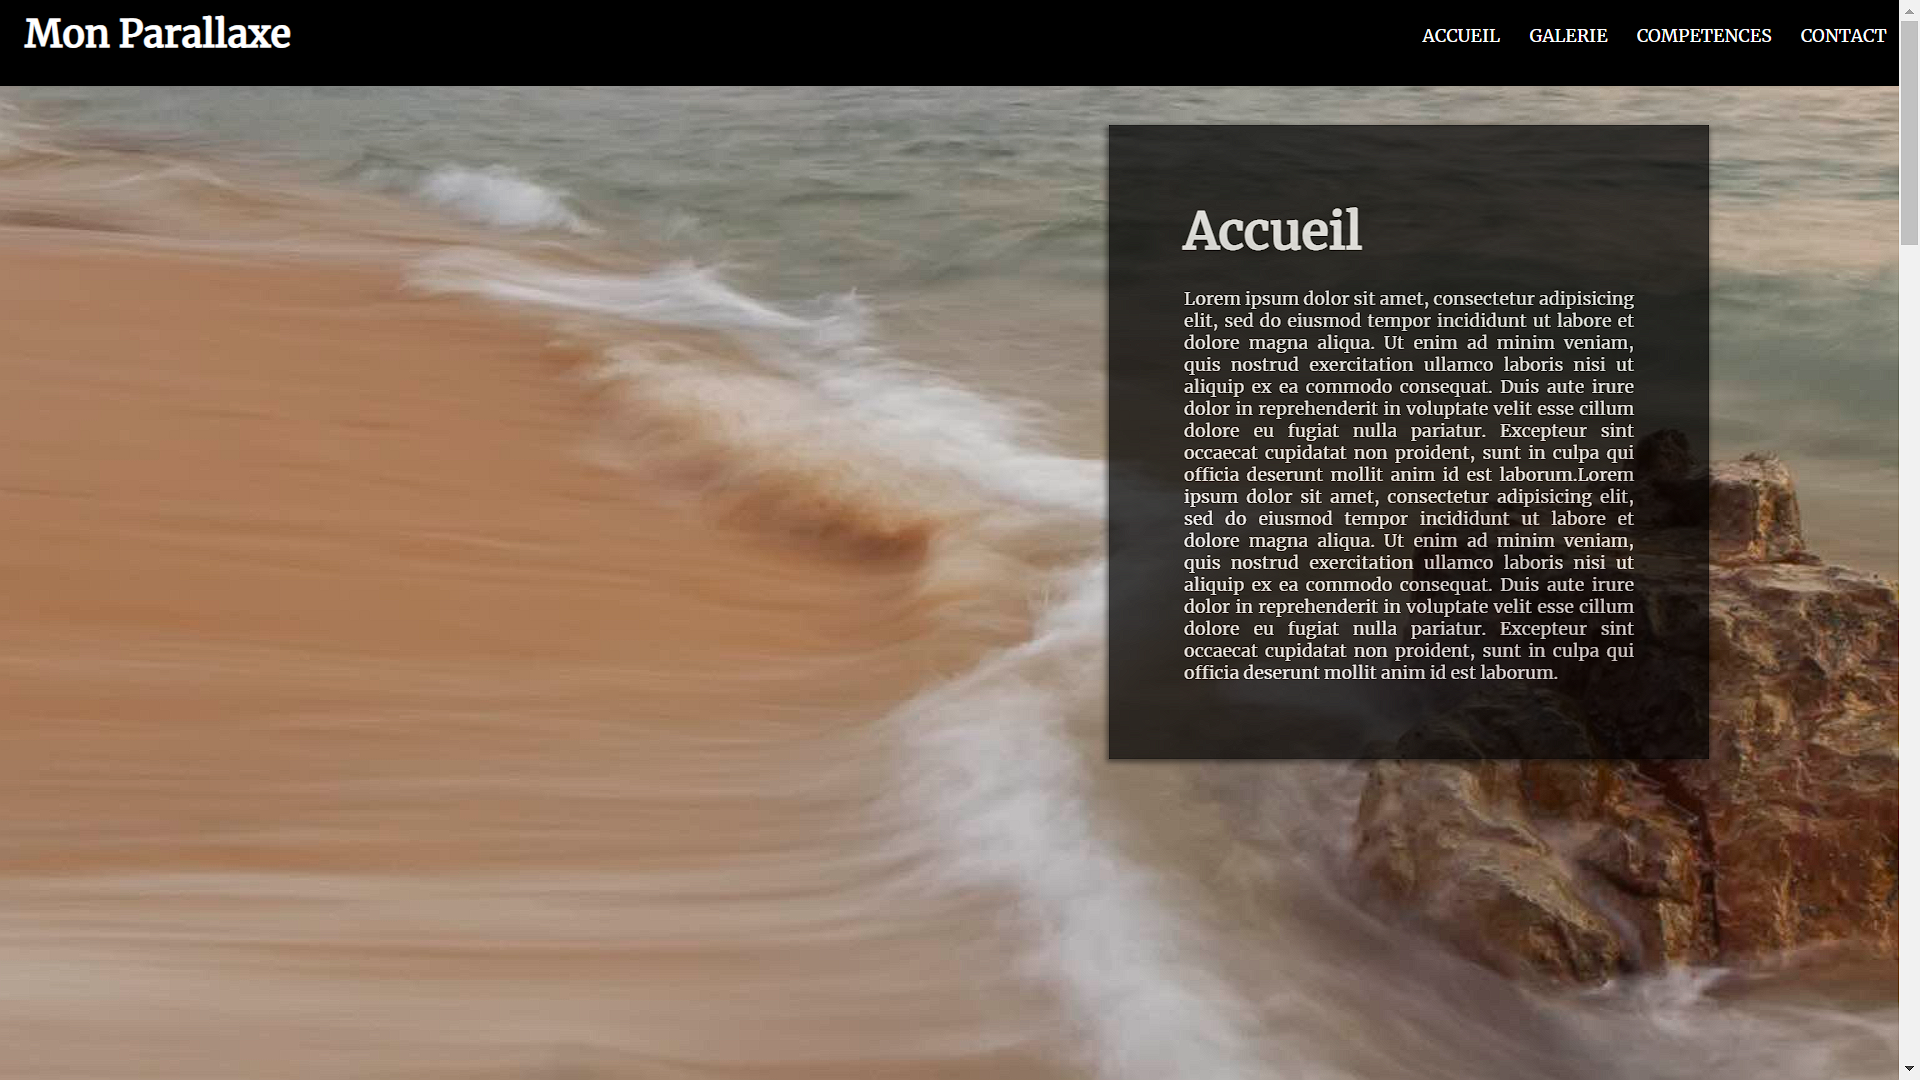 Mon Parallaxe
ACCUEIL GALERIE COMPETENCES CONTACT
Accueil
Lorem ipsum dolor sit amet, consectetur adipisicing
elit, sed do eiusmod tempor incididunt ut labore et
dolore magna aliqua. Ut enim ad minim veniam,
quis nostrud exercitation ullamco laboris nisi ut
aliquip ex ea commodo consequat. Duis aute irure
dolor in reprehenderit in voluptate velit esse cillum
dolore eu fugiat nulla pariatur. Excepteur sint
occaecat cupidatat non proident, sunt in culpa qui
officia deserunt mollit anim id est laborum.Lorem
ipsum dolor sit amet, consectetur adipisicing elit,
sed do eiusmod tempor incididunt ut labore et
dolore magna aliqua. Ut enim ad minim veniam,
quis nostrud exercitation ullamco laboris nisi ut
aliquip ex ea commodo consequat. Duis aute irure
dolor in reprehenderit in voluptate velit esse cillum
dolore eu fugiat nulla pariatur. Excepteur sint
occaecat cupidatat non proident, sunt in culpa qui
officia deserunt mollit anim id est laborum.